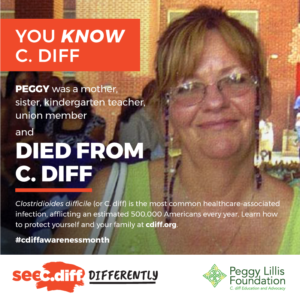 YOU KNOW
C. DIFF
PEGGY was a mother,
sister, kindergarten teacher,
union member
and
DIED FROM
C. DIFF
Clostridioides difficile (or C. diff) is the most common healthcare-associated
infection, afflicting an estimated 500,000 Americans every year. Learn how
to protect yourself and your family at cdiff.org
#cdiffawarenessmonth
see C.diff DIFFERENTLY
Peggy Lillis
Foundation
C. diff Education and Advocacy